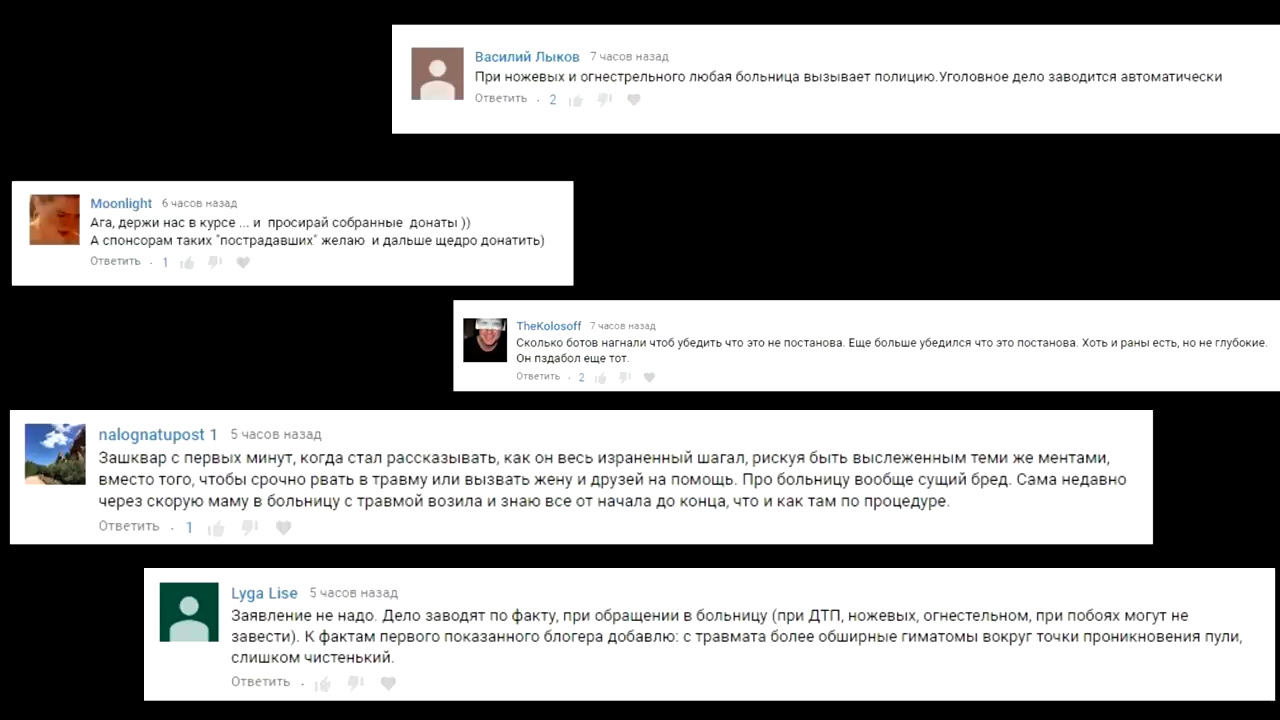 Василий Лыков 7 часов назад
При ножевых и огнестрельного любая больница вызывает полицию.Уголовное дело заводится автоматически
Ответить · 2
Moonlight 6 часов назад
Ага, держи нас в курсе ... и просирай собранные донаты ))
А спонсорам таких "пострадавших" желаю и дальше щедро донатить)
Ответить · 1
TheKolosoff 7 часов назад
Сколько ботов нагнали чтоб убедить что это не постанова. Еще больше убедился что это постанова. Хоть и раны есть, но не глубокие.
Он пздабол еще тот.
Ответить · 2
nalognatupost 1 5 часов назад
Зашквар с первых минут, когда стал рассказывать, как он весь израненный шагал, рискуя быть выслеженным теми же ментами,
вместо того, чтобы срочно рвать в травму или вызвать жену и друзей на помощь. Про больницу вообще сущий бред. Сама недавно
через скорую маму в больницу с травмой возила и знаю все от начала до конца, что и как там по процедуре.
Ответить · 1
Lyga Lise 5 часов назад
Заявление не надо. Дело заводят по факту, при обращении в больницу (при ДТП, ножевых, огнестельном, при побоях могут не
завести). К фактам первого показанного блогера добавлю: с травмата более обширные гиматомы вокруг точки проникновения пули,
слишком чистенький.
Ответить ·